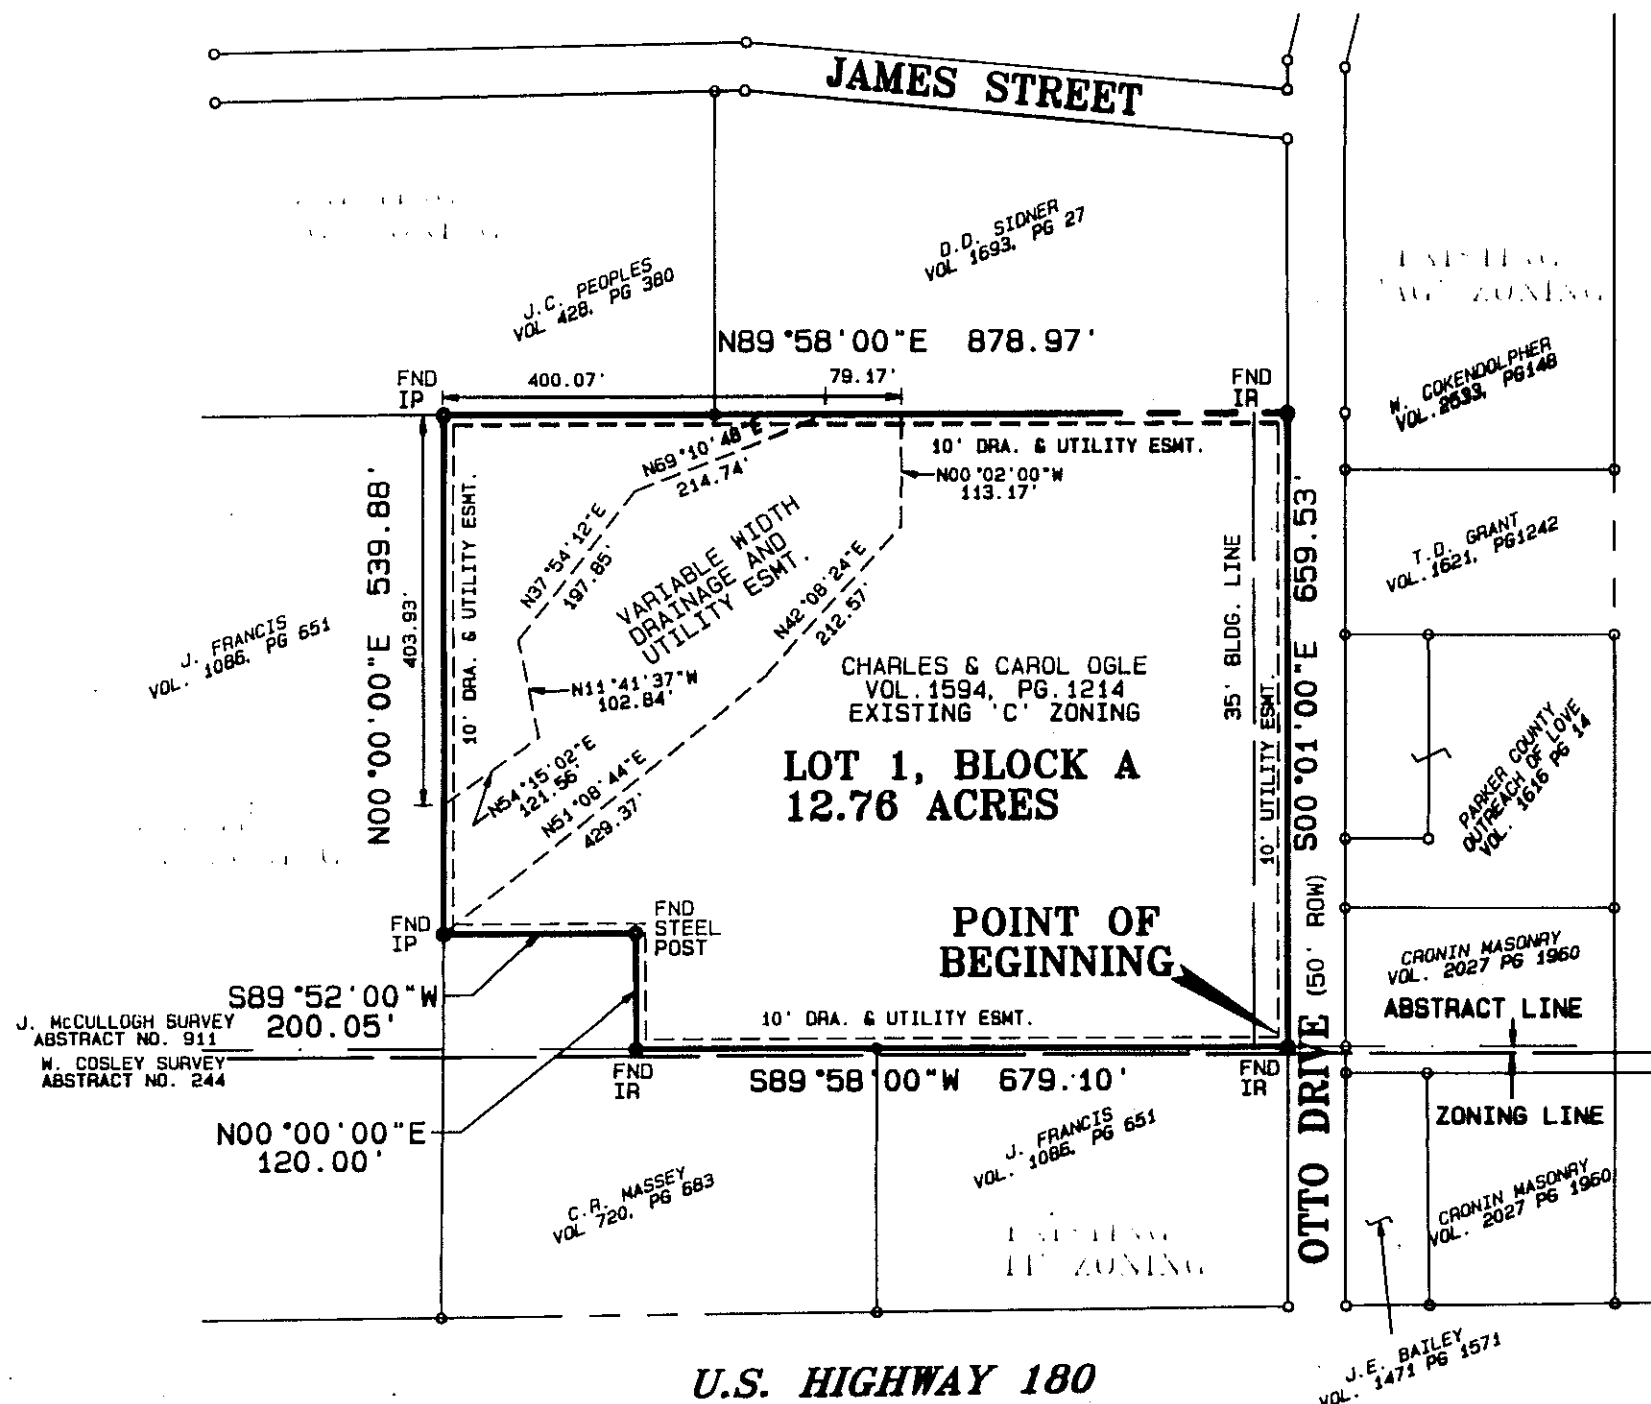 JAMES STREET
D.D. SIDNER
VOL 1693, PG 27
J.C. PEOPLES
VOL 428, PG 380
ZONING
N89°58'00"E 878.97'
W. COKENDOLPHER
VOL. 2533, PG148
FND
IP
400.07'
79.17'
FND
IR
10' DRA. & UTILITY ESMT.
N69°10'48"E
214.74'
N00°02'00"W
113.17'
T.D. GRANT
VOL. 1621, PG1242
N00°00'00"E 539.88'
403.93'
10' DRA. & UTILITY ESMT.
N37°54'12"E
197.85'
VARIABLE WIDTH
DRAINAGE AND
UTILITY ESMT.
N42°08'24"E
212.57'
35' BLDG. LINE
10' UTILITY ESMT.
S00°01'00"E 659.53'
J. FRANCIS
VOL. 1086, PG 651
N11°41'37"W
102.84'
CHARLES & CAROL OGLE
VOL.1594, PG.1214
EXISTING 'C' ZONING
LOT 1, BLOCK A
12.76 ACRES
N54°15'02"E
121.56'
N51°08'44"E
429.37'
PARKER COUNTY
OUTREACH OF LOVE
VOL. 1616 PG 14
FND
IP
FND
STEEL
POST
POINT OF
BEGINNING
CRONIN MASONRY
VOL. 2027 PG 1960
S89°52'00"W
200.05'
J. McCULLOGH SURVEY
ABSTRACT NO. 911
W. COSLEY SURVEY
ABSTRACT NO. 244
10' DRA. & UTILITY ESMT.
ABSTRACT LINE
FND
IR
S89°58'00"W 679.10'
FND
IR
OTTO DRIVE (50' ROW)
ZONING LINE
N00°00'00"E
120.00'
J. FRANCIS
VOL. 1086, PG 651
C.R. MASSEY
VOL 720, PG 683
CRONIN MASONRY
VOL. 2027 PG 1960
ZONING
J.E. BAILEY
VOL. 1471 PG 1571
U.S. HIGHWAY 180